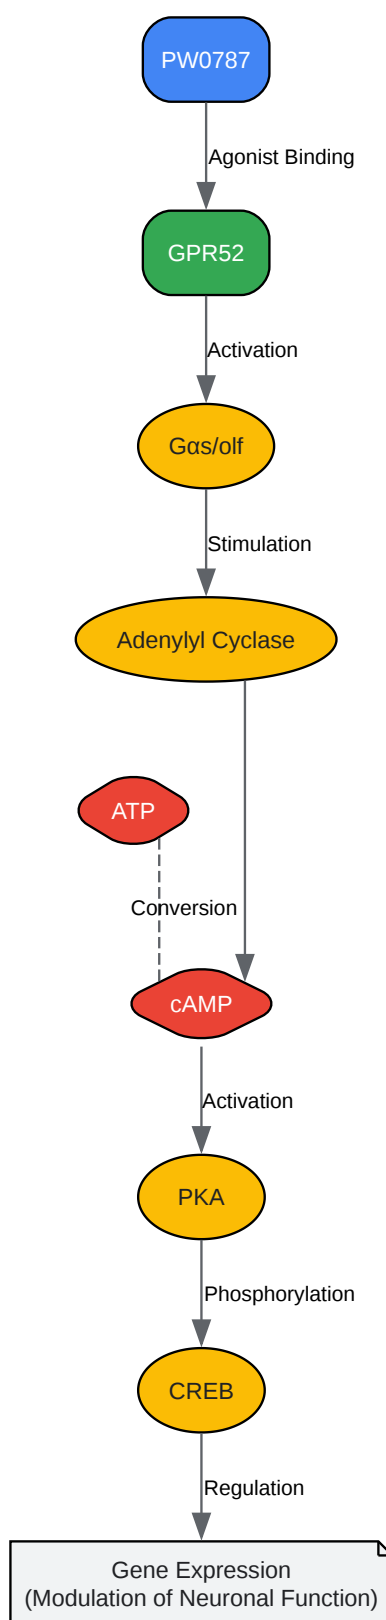 PW0787
Agonist Binding
GPR52
Activation
Gαs/olf
Stimulation
Adenylyl Cyclase
ATP
Conversion
cAMP
Activation
PKA
Phosphorylation
CREB
Regulation
Gene Expression
(Modulation of Neuronal Function)